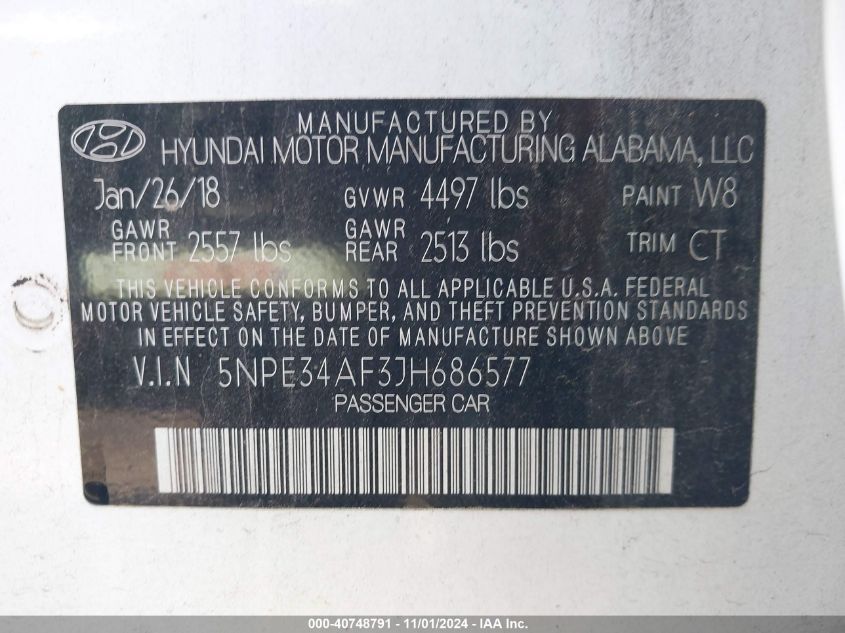 MANUFACTURED BY
HYUNDAI MOTOR MANUFACTURING ALABAMA, LLC
Jan/26/18 GVWR 4497 lbs PAINT W8
GAWR FRONT 2557 lbs GAWR REAR 2513 lbs TRIM CT
THIS VEHICLE CONFORMS TO ALL APPLICABLE U.S.A. FEDERAL
MOTOR VEHICLE SAFETY, BUMPER, AND THEFT PREVENTION STANDARDS
IN EFFECT ON THE DATE OF MANUFACTURE SHOWN ABOVE
V.I.N 5NPE34AF3JH686577
PASSENGER CAR
000-40748791 - 11/01/2024 - IAA Inc.